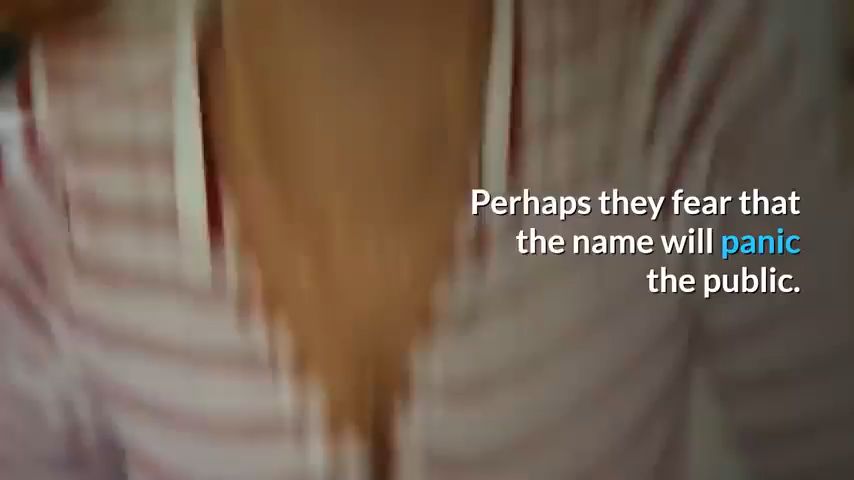 Perhaps they fear that
the name will panic
the public.